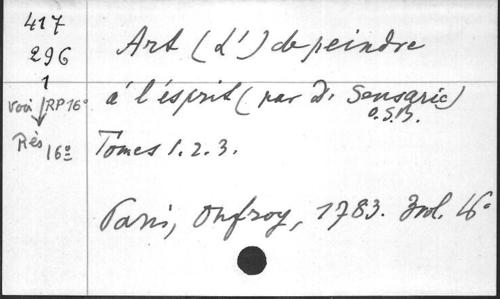 417
296
1
voir RP 16°
Rés 16°
Art (L') de peindre
à l'ésprit (par D. Sensaric)
O.S.B.
Tomes 1. 2. 3.
Paris, Onfroy, 1783. 3vol. 16°